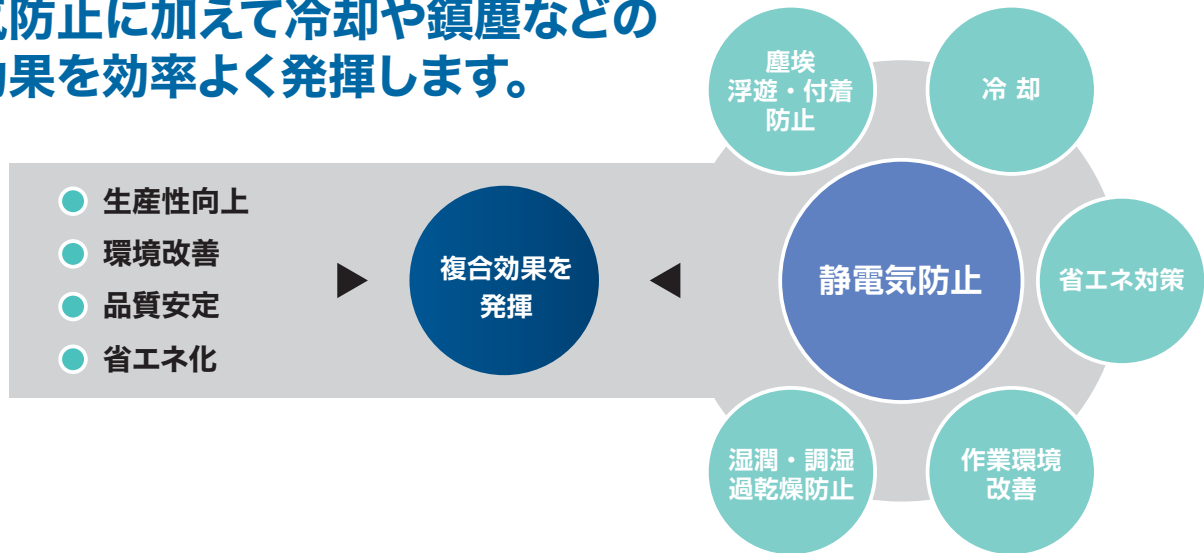 気防止に加えて冷却や鎮塵などの
効果を効率よく発揮します。
生産性向上
環境改善
品質安定
省エネ化
複合効果を
発揮
静電気防止
塵埃
浮遊・付着
防止
冷 却
省エネ対策
作業環境
改善
湿潤・調湿
過乾燥防止